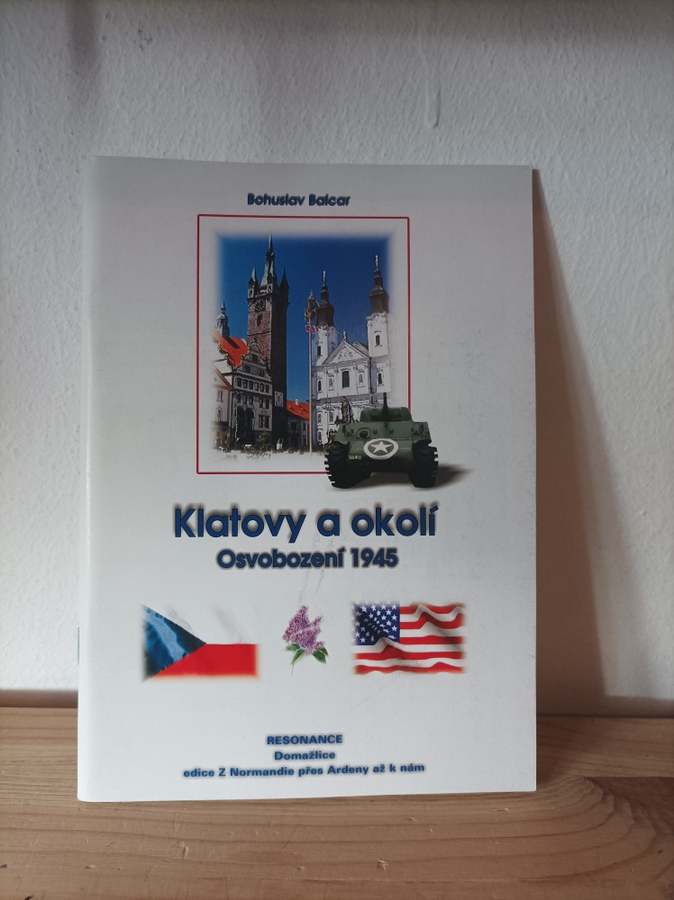 Bohuslav Balcar
Klatovy a okolí
Osvobození 1945
RESONANCE
Domažlice
edice Z Normandie přes Ardeny až k nám